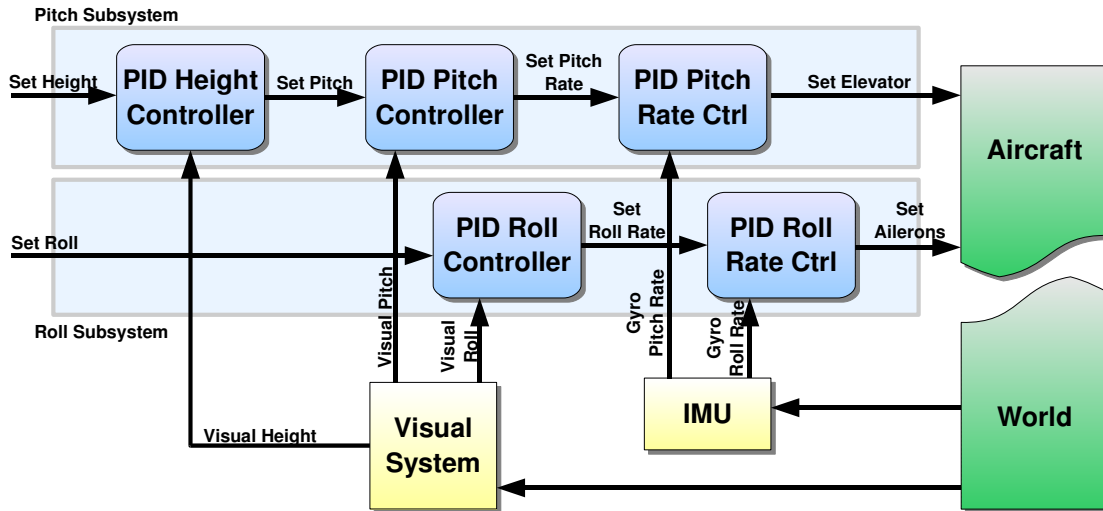 Pitch Subsystem
Set Height
PID Height
Controller
Set Pitch
PID Pitch
Controller
Set Pitch
Rate
PID Pitch
Rate Ctrl
Set Elevator
Aircraft
Set Roll
PID Roll
Controller
Set
Roll Rate
PID Roll
Rate Ctrl
Set
Ailerons
Roll Subsystem
Visual Pitch
Visual
Roll
Gyro
Pitch Rate
Gyro
Roll Rate
Visual Height
Visual
System
IMU
World